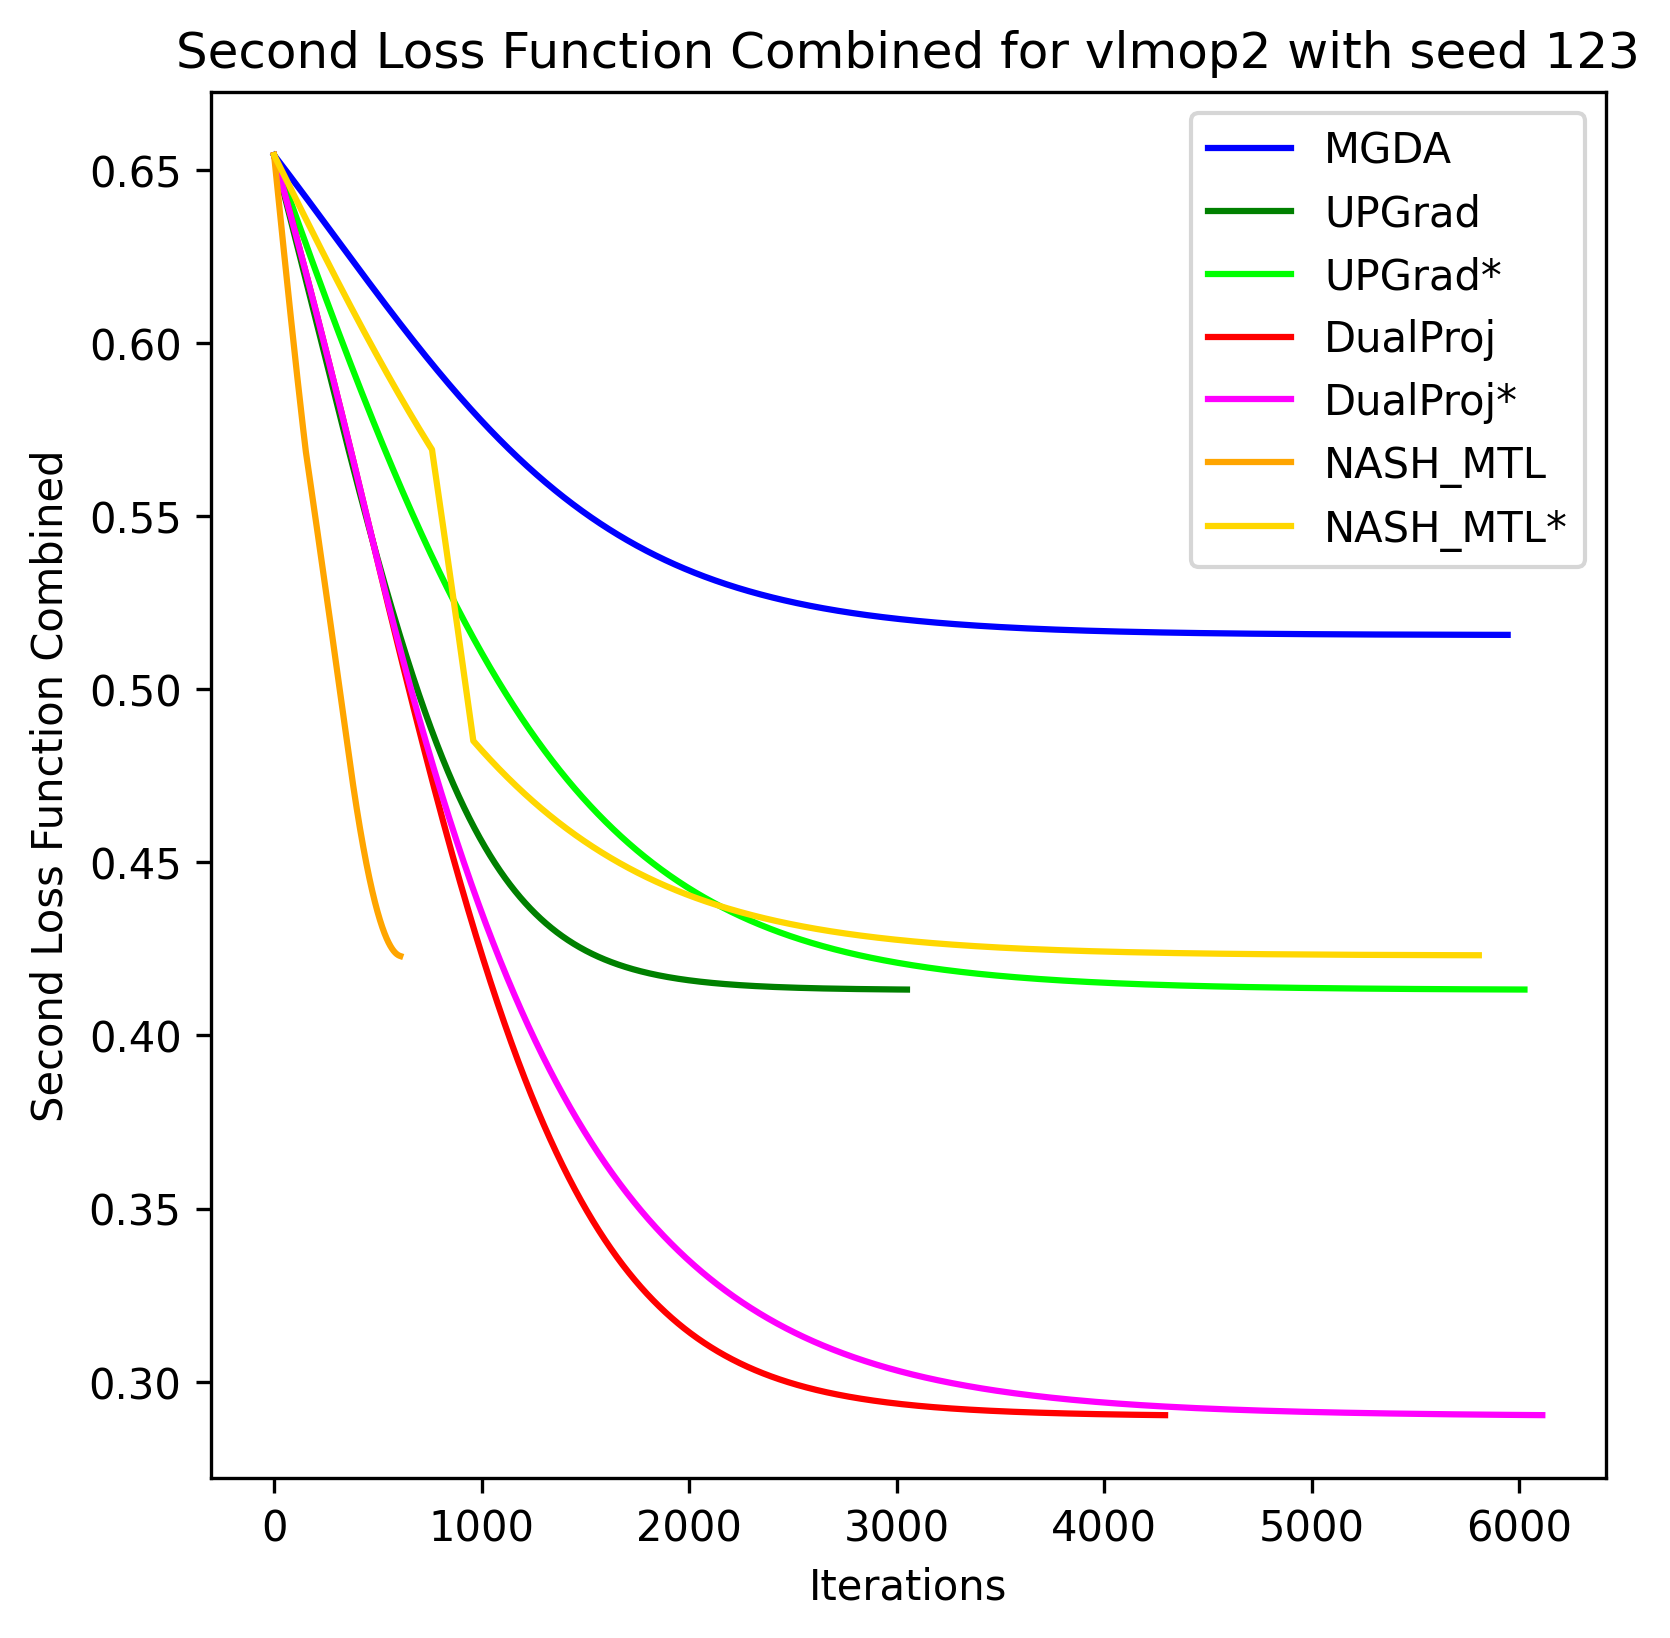 Second Loss Function Combined for vlmop2 with seed 123
MGDA
UPGrad
UPGrad*
DualProj
DualProj*
NASH_MTL
NASH_MTL*
Second Loss Function Combined
0.65
0.60
0.55
0.50
0.45
0.40
0.35
0.30
0 1000 2000 3000 4000 5000 6000
Iterations